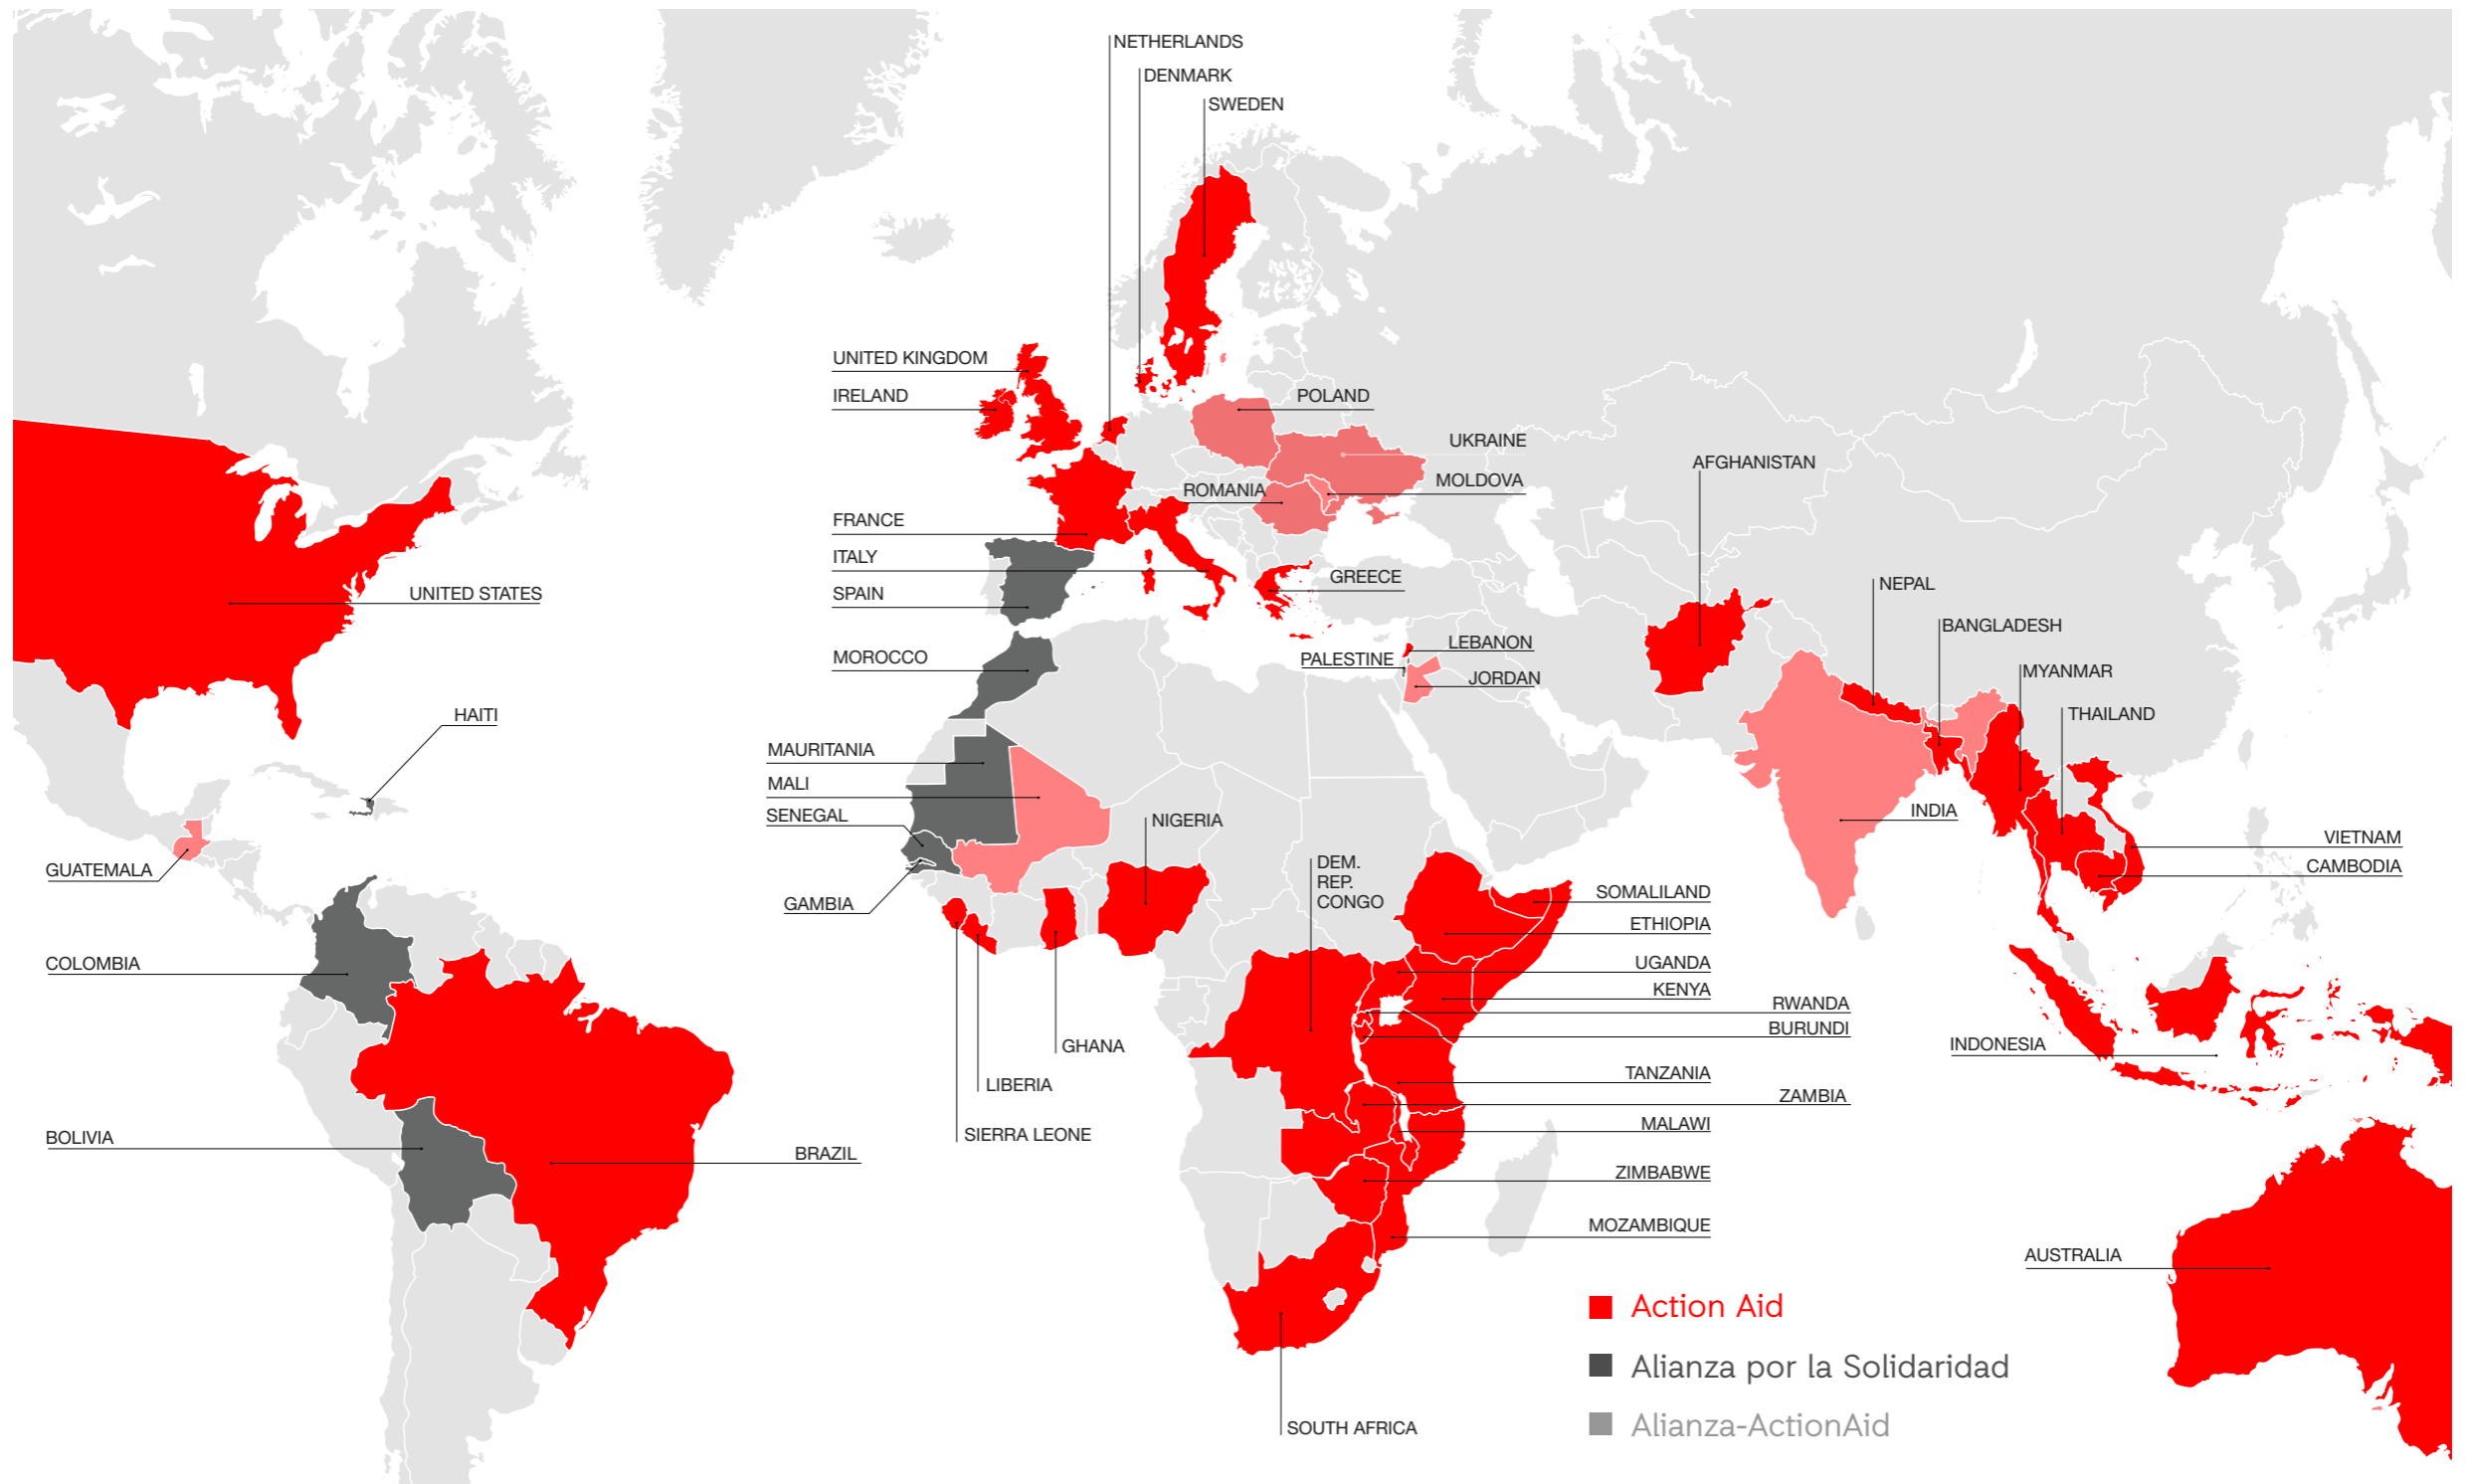 NETHERLANDS
DENMARK
SWEDEN
UNITED KINGDOM
IRELAND
POLAND
UKRAINE
AFGHANISTAN
MOLDOVA
ROMANIA
FRANCE
ITALY
GREECE
NEPAL
SPAIN
UNITED STATES
BANGLADESH
LEBANON
MOROCCO
PALESTINE
MYANMAR
JORDAN
HAITI
THAILAND
MAURITANIA
MALI
SENEGAL
NIGERIA
INDIA
VIETNAM
GUATEMALA
DEM.
REP.
CONGO
CAMBODIA
SOMALILAND
GAMBIA
ETHIOPIA
COLOMBIA
UGANDA
KENYA
RWANDA
BURUNDI
GHANA
INDONESIA
LIBERIA
TANZANIA
ZAMBIA
MALAWI
SIERRA LEONE
BOLIVIA
BRAZIL
ZIMBABWE
MOZAMBIQUE
AUSTRALIA
Action Aid
Alianza por la Solidaridad
Alianza-ActionAid
SOUTH AFRICA